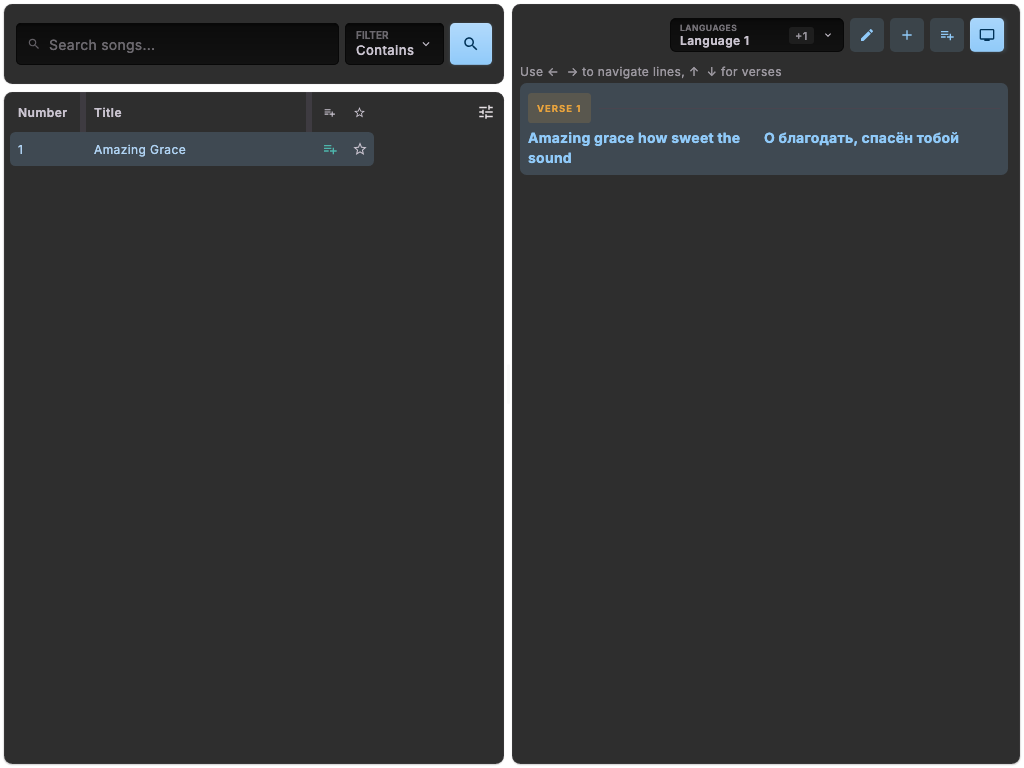 Search songs...
FILTER
Contains
Number
Title
1
Amazing Grace
LANGUAGES
Language 1
+1
Use ← → to navigate lines, ↑ ↓ for verses
VERSE 1
Amazing grace how sweet the
sound
О благодать, спасён тобой